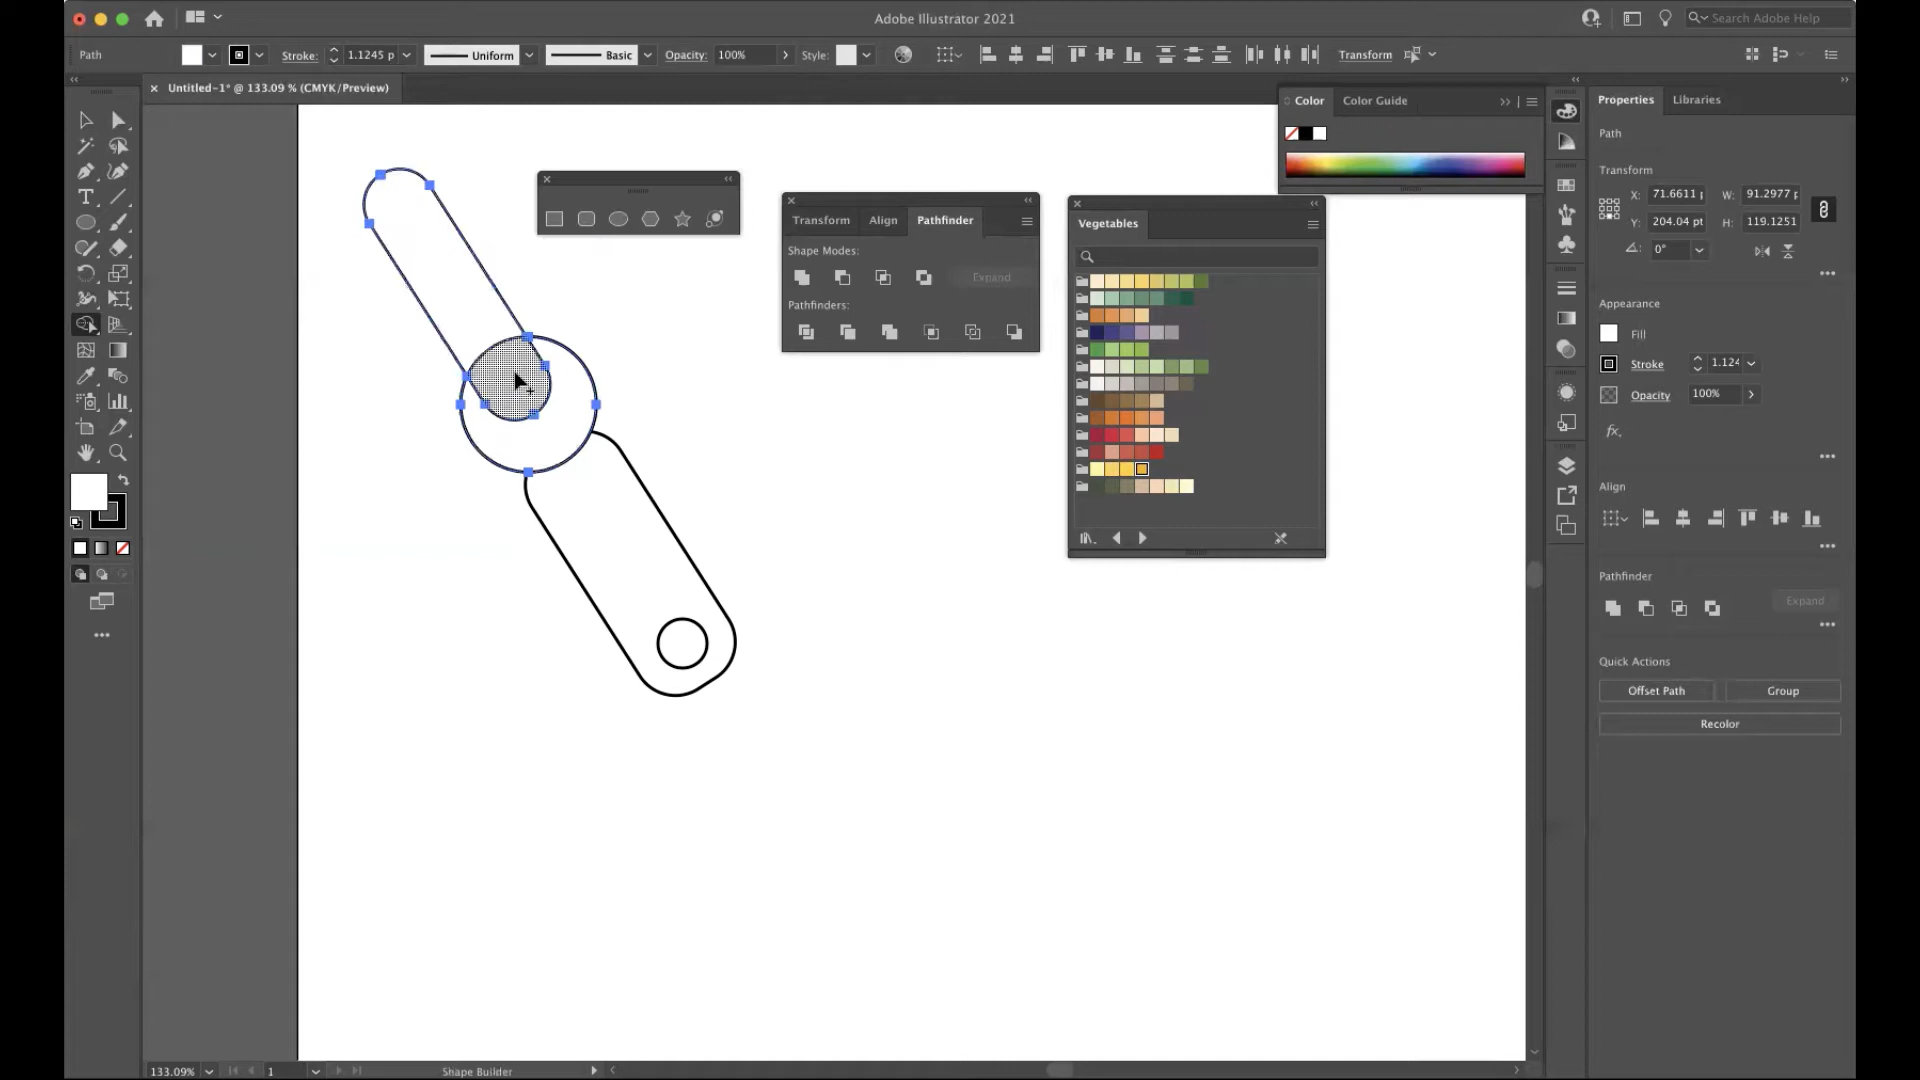 Adobe Illustrator 2021
Search Adobe Help
Path
Stroke:
1.1245 p
Uniform
Basic
Opacity:
100%
Style:
Transform
× Untitled-1* @ 133.09 % (CMYK/Preview)
Color
Color Guide
Properties
Libraries
Path
Transform
X:
71.6611
W:
91.2977 p
Y:
204.04 pt
H:
119.1251
0°
Transform
Align
Pathfinder
Shape Modes:
Expand
Pathfinders:
Vegetables
Appearance
Fill
Stroke
1.124
Opacity
100%
fx.
Align
Pathfinder
Expand
Quick Actions
Offset Path
Group
Recolor
133.09%
1
Shape Builder